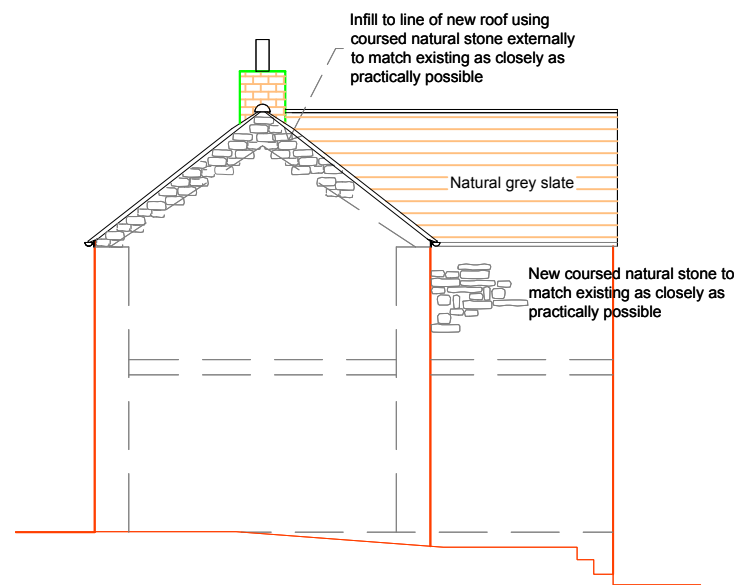 Infill to line of new roof using
coursed natural stone externally
to match existing as closely as
practically possible
Natural grey slate
New coursed natural stone to
match existing as closely as
practically possible